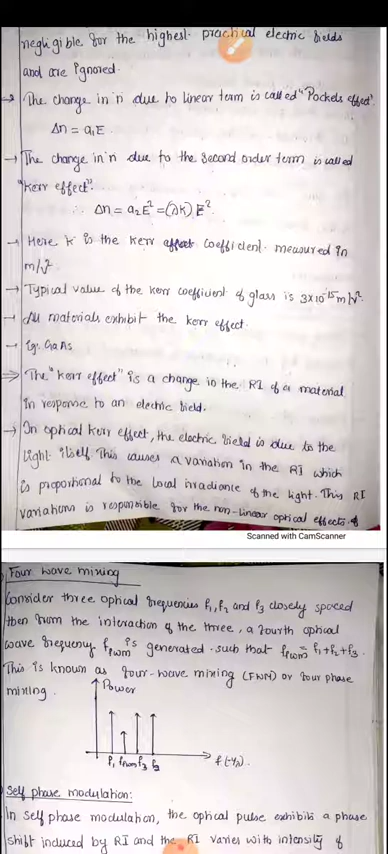 negligible for the highest practical electric fields
and are ignored.
→ The change in 'n' due to linear term is called "Pockels effect".
Δn = a₁E.
→ The change in 'n' due to the second order term is called
"Kerr effect".
∴ Δn = a₂E² = (λK) E²
→ Here K is the Kerr effect coefficient measured in
m/v²
→ Typical value of the Kerr coefficient of glass is 3x10⁻¹⁵ m/v².
→ All materials exhibit the Kerr effect.
→ Eg: GaAs
⇒ The "Kerr effect" is a change in the RI of a material
in response to an electric field.
→ In optical Kerr effect, the electric field is due to the
light itself. This causes a variation in the RI which
is proportional to the local irradiance of the light. This RI
variations is responsible for the non-linear optical effects of
Scanned with CamScanner
Four wave mixing
Consider three optical frequencies f₁, f₂ and f₃ closely spaced
then from the interaction of the three, a fourth optical
wave frequency f_FWM is generated. such that f_FWM = f₁+f₂+f₃.
This is known as four-wave mixing (FWM) or four phase
mixing.
Power
f₁ f_FWM f₃ f₂
Self phase modulation:
In self phase modulation, the optical pulse exhibits a phase
shift induced by RI and the RI varies with intensity of